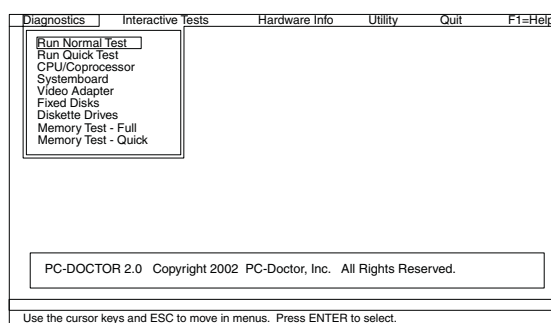 Diagnostics Interactive Tests Hardware Info Utility Quit F1=Help
Run Normal Test
Run Quick Test
CPU/Coprocessor
Systemboard
Video Adapter
Fixed Disks
Diskette Drives
Memory Test - Full
Memory Test - Quick
PC-DOCTOR 2.0 Copyright 2002 PC-Doctor, Inc. All Rights Reserved.
Use the cursor keys and ESC to move in menus. Press ENTER to select.